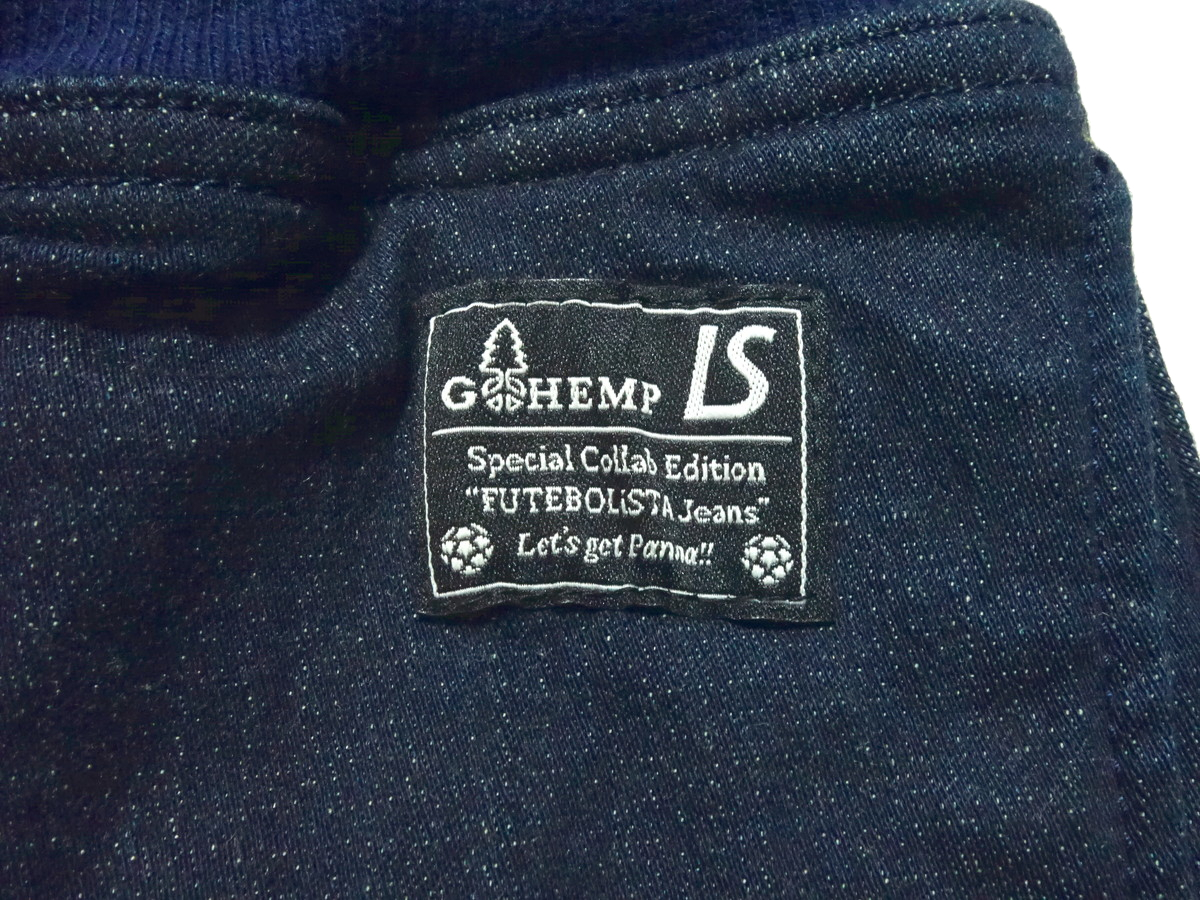 GOHEMP LS
Special Collab Edition
"FUTEBOLiSTA Jeans"
Let's get Panna!!